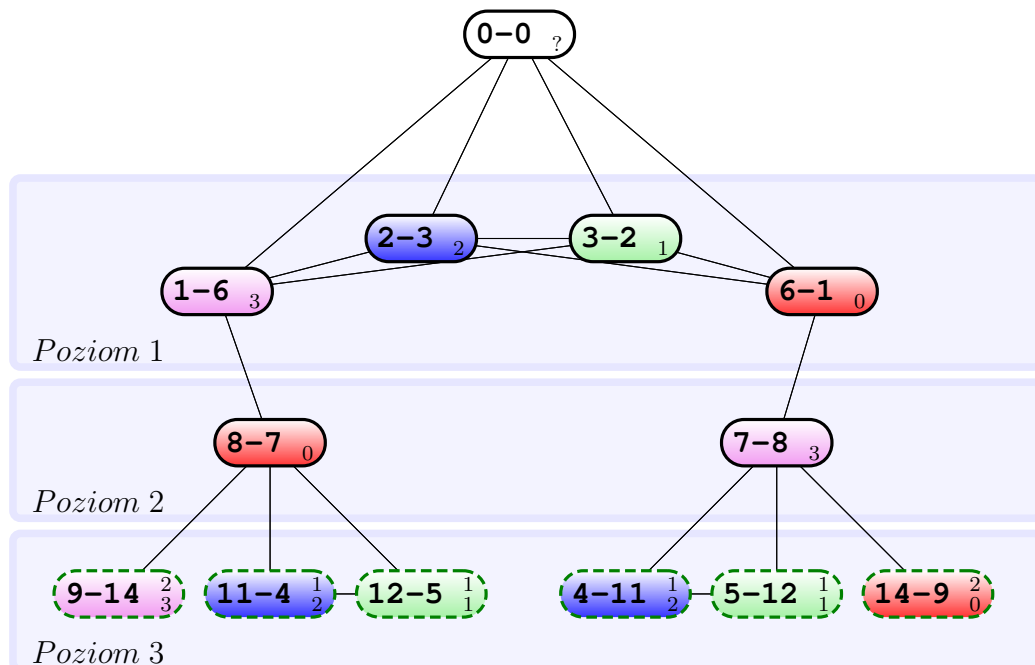 0-0 ?
2-3 2
3-2 1
1-6 3
6-1 0
Poziom 1
8-7 0
7-8 3
Poziom 2
9-14 2 3
11-4 1 2
12-5 1 1
4-11 1 2
5-12 1 1
14-9 2 0
Poziom 3